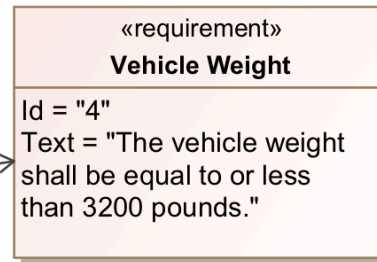 «requirement»
Vehicle Weight
Id = "4"
Text = "The vehicle weight
shall be equal to or less
than 3200 pounds."